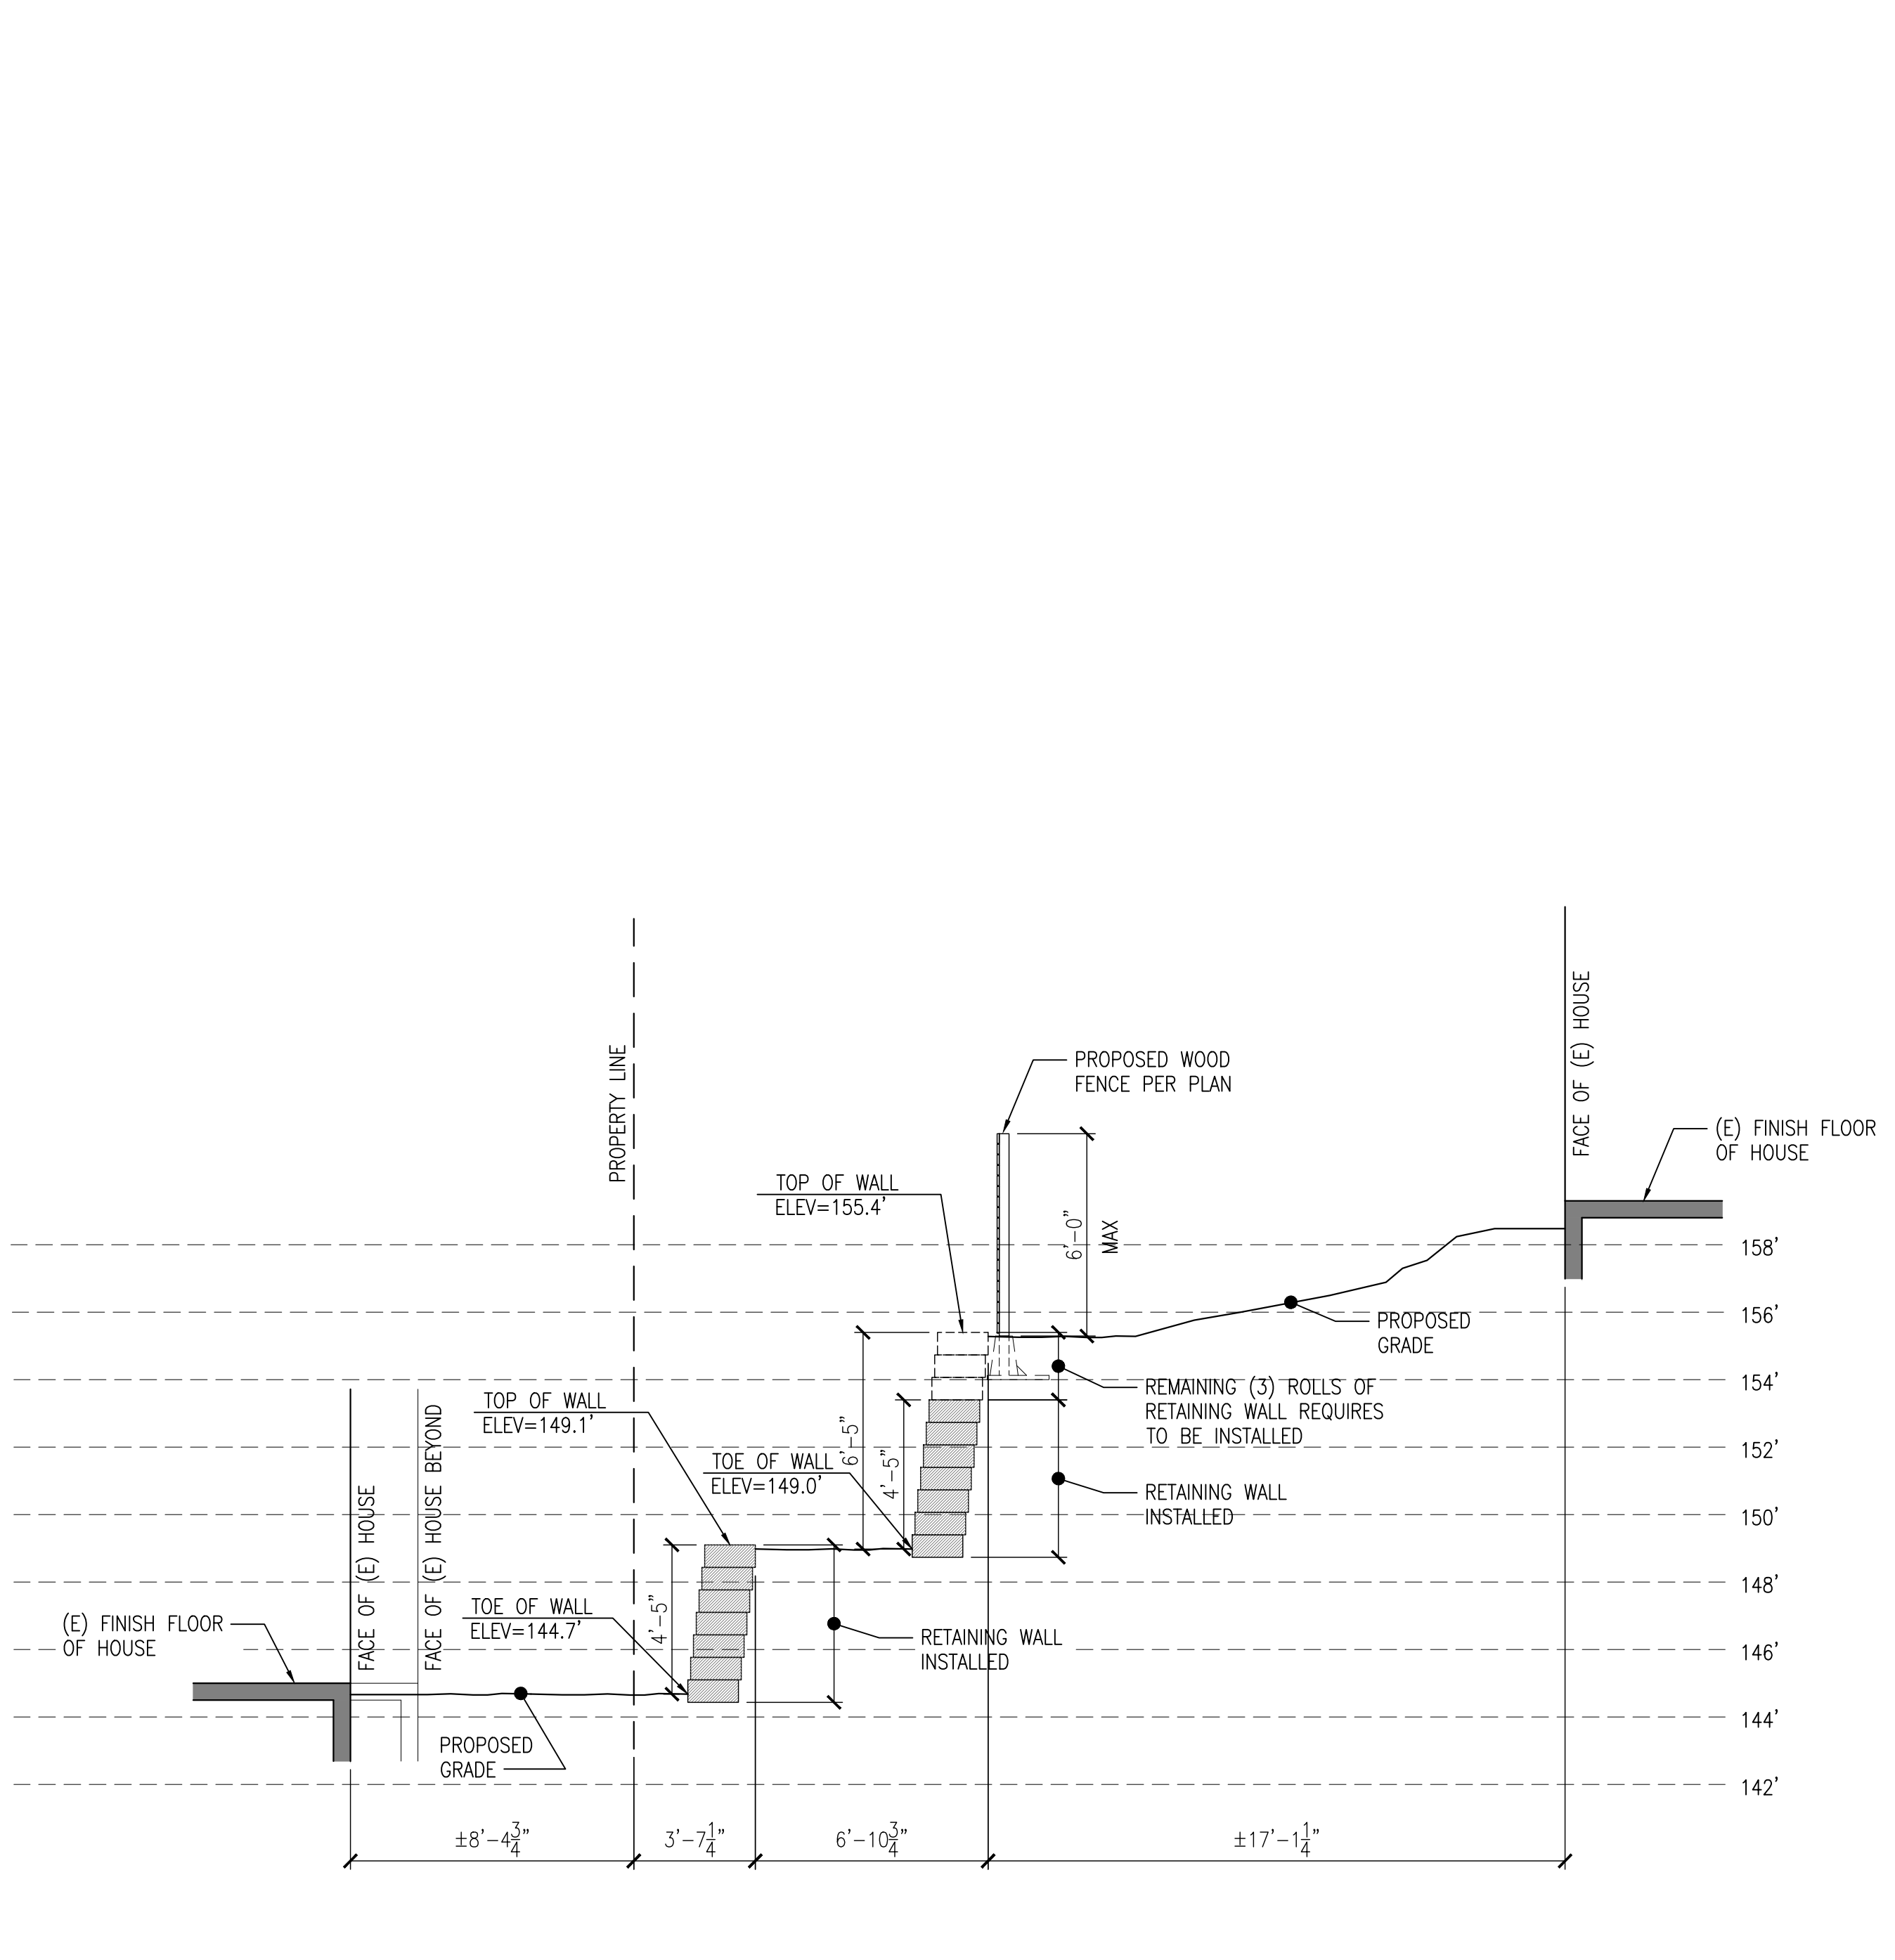 FACE OF (E) HOUSE
PROPERTY LINE
PROPOSED WOOD
FENCE PER PLAN
(E) FINISH FLOOR
OF HOUSE
TOP OF WALL
ELEV=155.4'
6'-0"
MAX
158'
156'
PROPOSED
GRADE
154'
REMAINING (3) ROLLS OF
RETAINING WALL REQUIRES
TO BE INSTALLED
TOP OF WALL
ELEV=149.1'
6'-5"
4'-5"
152'
TOE OF WALL
ELEV=149.0'
RETAINING WALL
INSTALLED
150'
FACE OF (E) HOUSE
FACE OF (E) HOUSE BEYOND
148'
(E) FINISH FLOOR
OF HOUSE
TOE OF WALL
ELEV=144.7'
4'-5"
RETAINING WALL
INSTALLED
146'
144'
PROPOSED
GRADE
142'
±8'-4 3/4"
3'-7 1/4"
6'-10 3/4"
±17'-1 1/4"